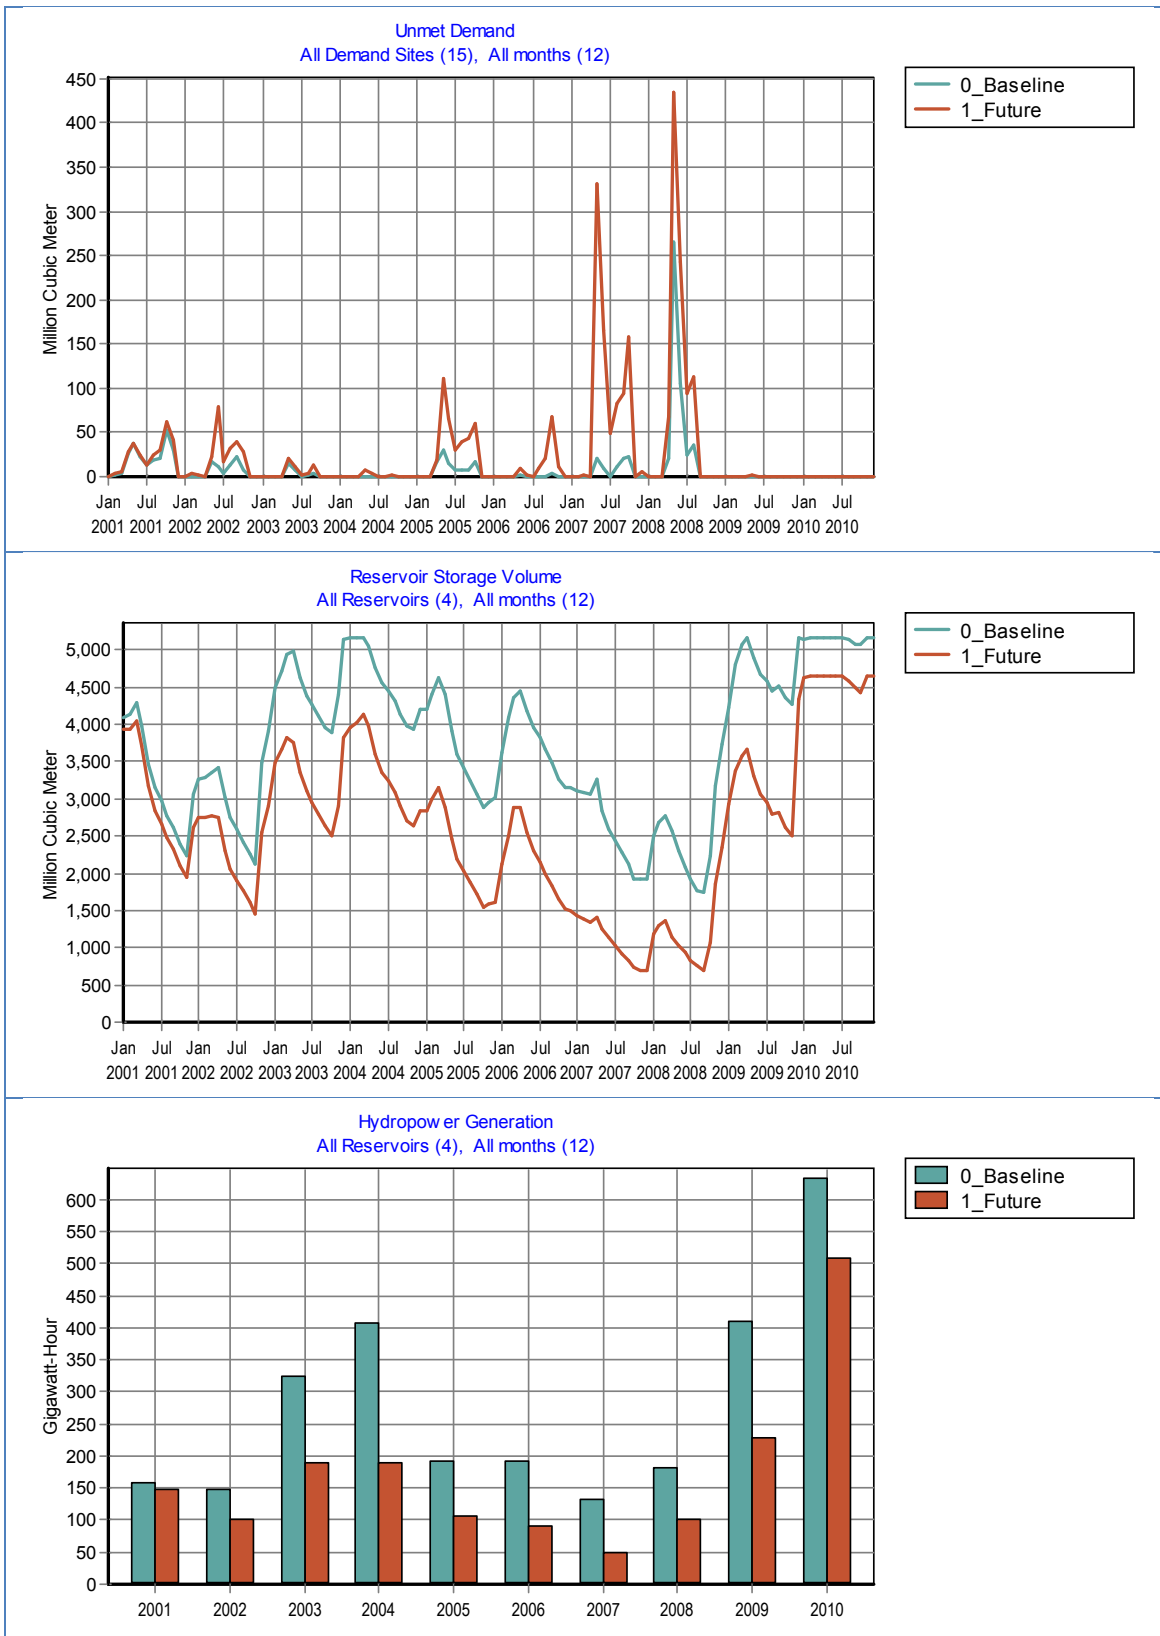 Unmet Demand
All Demand Sites (15), All months (12)
0_Baseline
1_Future
Million Cubic Meter
450
400
350
300
250
200
150
100
50
0
Jan Jul Jan Jul Jan Jul Jan Jul Jan Jul Jan Jul Jan Jul Jan Jul Jan Jul Jan Jul
2001 2001 2002 2002 2003 2003 2004 2004 2005 2005 2006 2006 2007 2007 2008 2008 2009 2009 2010 2010
Reservoir Storage Volume
All Reservoirs (4), All months (12)
0_Baseline
1_Future
Million Cubic Meter
5,000
4,500
4,000
3,500
3,000
2,500
2,000
1,500
1,000
500
0
Jan Jul Jan Jul Jan Jul Jan Jul Jan Jul Jan Jul Jan Jul Jan Jul Jan Jul Jan Jul
2001 2001 2002 2002 2003 2003 2004 2004 2005 2005 2006 2006 2007 2007 2008 2008 2009 2009 2010 2010
Hydropower Generation
All Reservoirs (4), All months (12)
0_Baseline
1_Future
Gigawatt-Hour
600
550
500
450
400
350
300
250
200
150
100
50
0
2001 2002 2003 2004 2005 2006 2007 2008 2009 2010